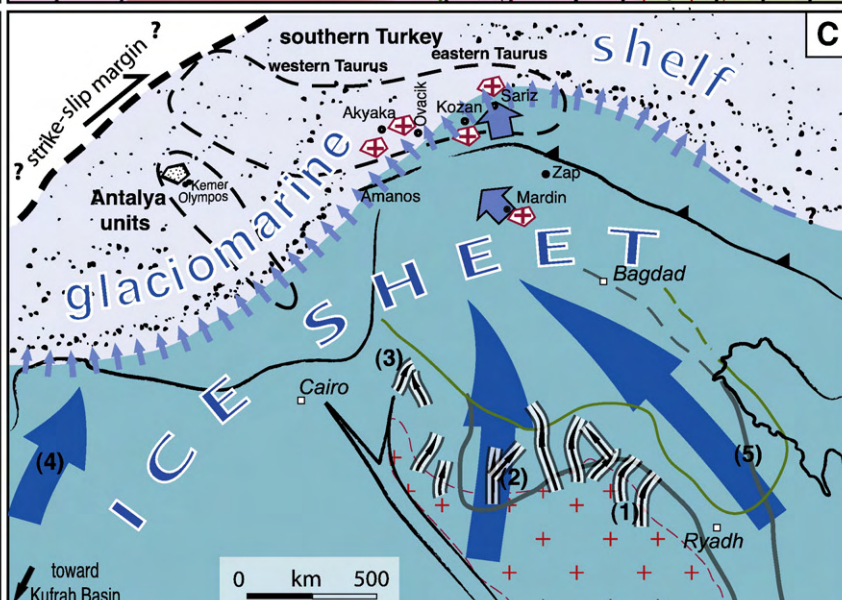 C
southern Turkey
western Taurus
eastern Taurus
shelf
?
strike-slip margin
?
Akyaka
Ovacik
Kozan
Sariz
Zap
Mardin
Amanos
Kemer
Olympos
Antalya
units
glaciomarine
?
ICE SHEET
Bagdad
Cairo
(3)
(4)
(2)
(5)
(1)
Ryadh
toward
Kufrah Basin
0 km 500